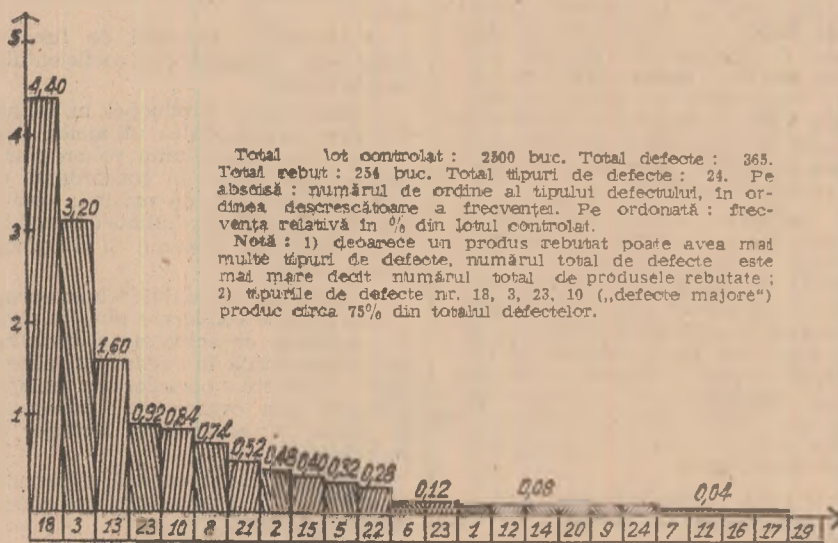 5
4,40
4
Total lot controlat : 2500 buc. Total defecte : 365.
Total rebut : 254 buc. Total tipuri de defecte : 24. Pe
absisă : numărul de ordine al tipului defectului, în or-
dinea descrescătoare a frecvenței. Pe ordonată : frec-
vența relativă în % din lotul controlat.
Notă : 1) deoarece un produs rebutat poate avea mai
multe tipuri de defecte, numărul total de defecte este
mai mare decît numărul total de produsele rebutate ;
2) tipurile de defecte nr. 18, 3, 23, 10 („defecte majore“)
produc circa 75% din totalul defectelor.
3,20
3
2
1,60
1
0,92 0,84 0,74 0,52 0,48 0,40 0,32 0,28 0,12 0,08 0,04
18 3 13 23 10 8 21 2 15 5 22 6 23 1 12 14 20 9 24 7 11 16 17 19